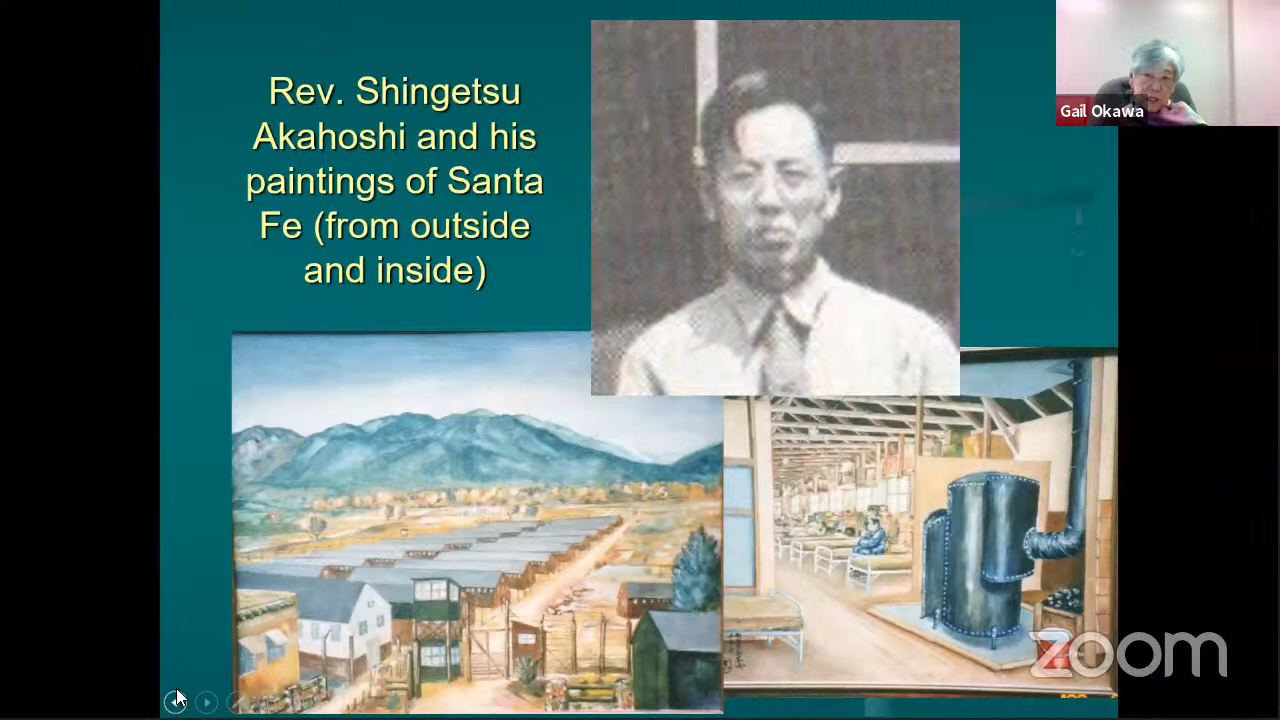 Rev. Shingetsu
Akahoshi and his
paintings of Santa
Fe (from outside
and inside)
Gail Okawa
zoom